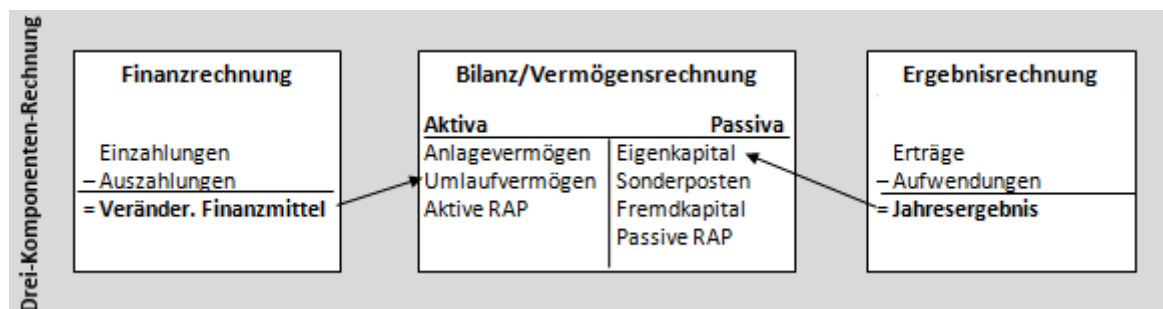 Drei-Komponenten-Rechnung
Finanzrechnung
Einzahlungen
– Auszahlungen
= Veränder. Finanzmittel
Bilanz/Vermögensrechnung
Aktiva Passiva
Anlagevermögen Eigenkapital
Umlaufvermögen Sonderposten
Aktive RAP Fremdkapital
Passive RAP
Ergebnisrechnung
Erträge
– Aufwendungen
= Jahresergebnis